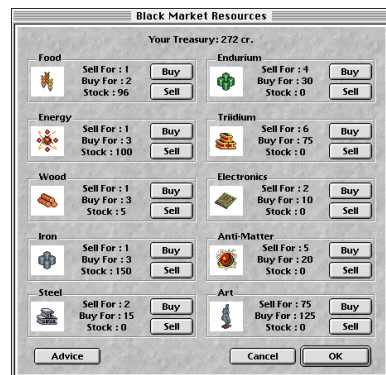 Black Market Resources
Your Treasury: 272 cr.
Food
Sell For : 1
Buy For : 2
Stock : 96
Buy
Sell
Endurium
Sell For : 4
Buy For : 30
Stock : 0
Buy
Sell
Energy
Sell For : 1
Buy For : 3
Stock : 100
Buy
Sell
Triidium
Sell For : 6
Buy For : 75
Stock : 0
Buy
Sell
Wood
Sell For : 1
Buy For : 3
Stock : 5
Buy
Sell
Electronics
Sell For : 2
Buy For : 10
Stock : 0
Buy
Sell
Iron
Sell For : 1
Buy For : 3
Stock : 150
Buy
Sell
Anti-Matter
Sell For : 5
Buy For : 20
Stock : 0
Buy
Sell
Steel
Sell For : 2
Buy For : 15
Stock : 0
Buy
Sell
Art
Sell For : 75
Buy For : 125
Stock : 0
Buy
Sell
Advice
Cancel
OK